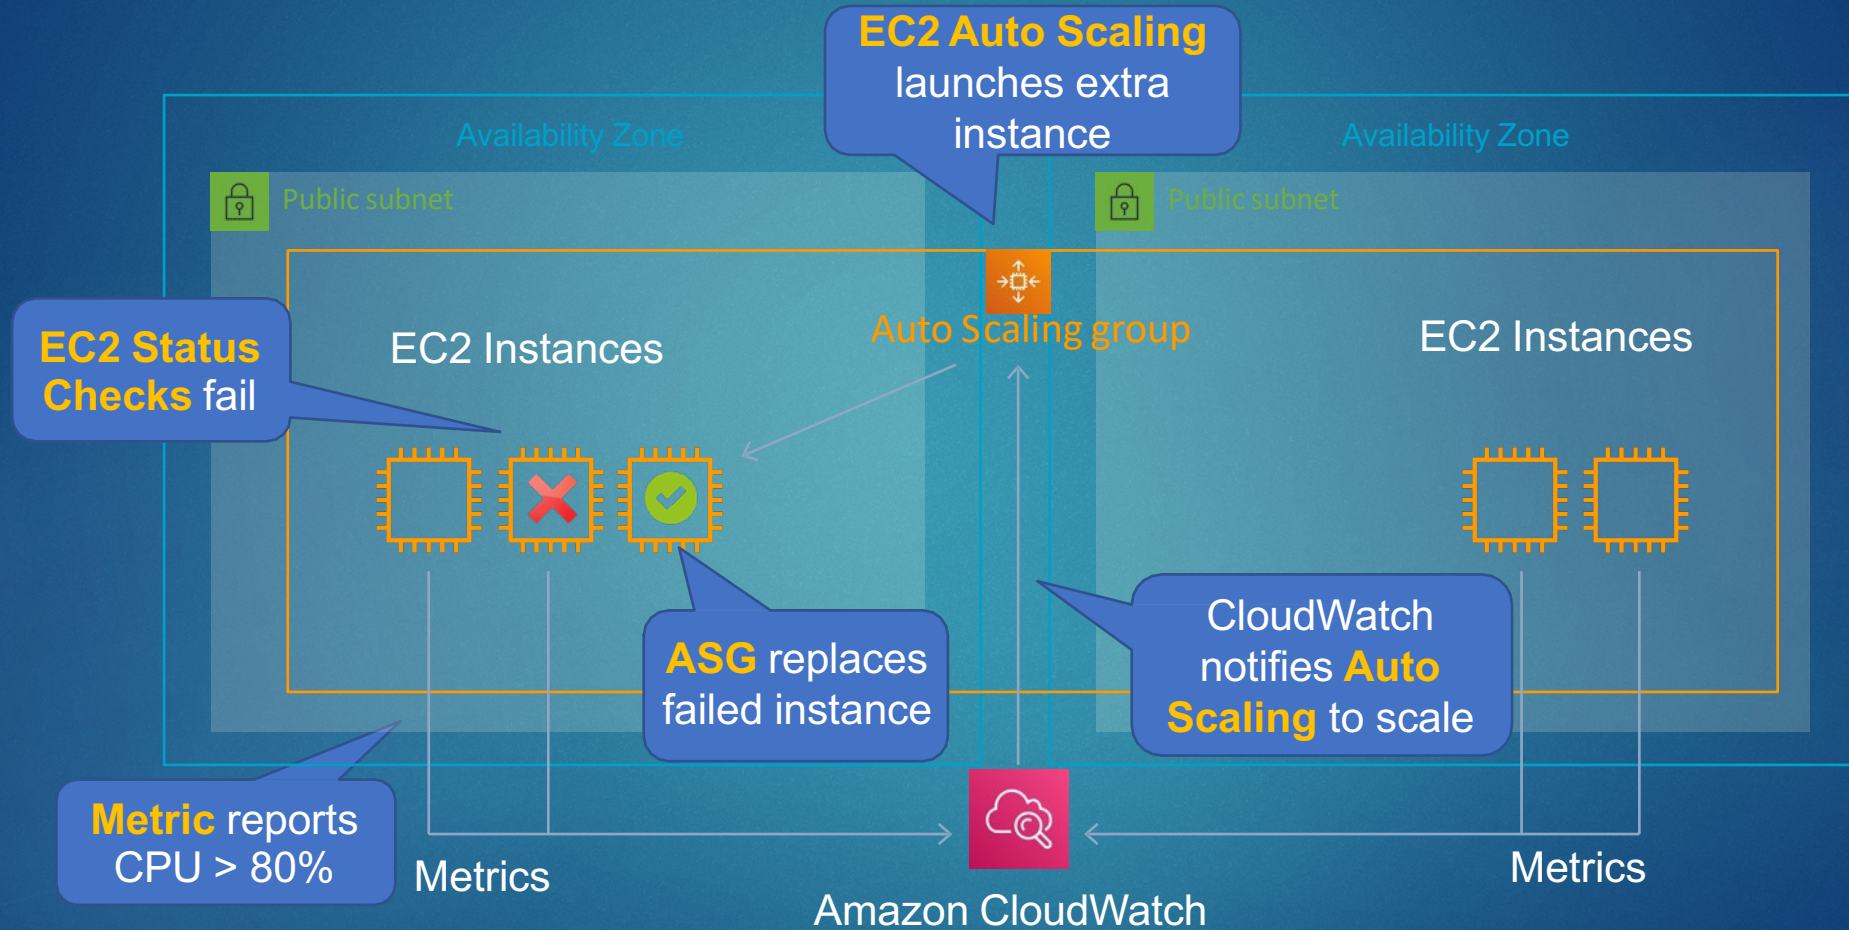 EC2 Auto Scaling
launches extra
instance
Availability Zone
Availability Zone
Public subnet
Public subnet
EC2 Status
Checks fail
EC2 Instances
Auto Scaling group
EC2 Instances
ASG replaces
failed instance
CloudWatch
notifies Auto
Scaling to scale
Metric reports
CPU > 80%
Metrics
Metrics
Amazon CloudWatch